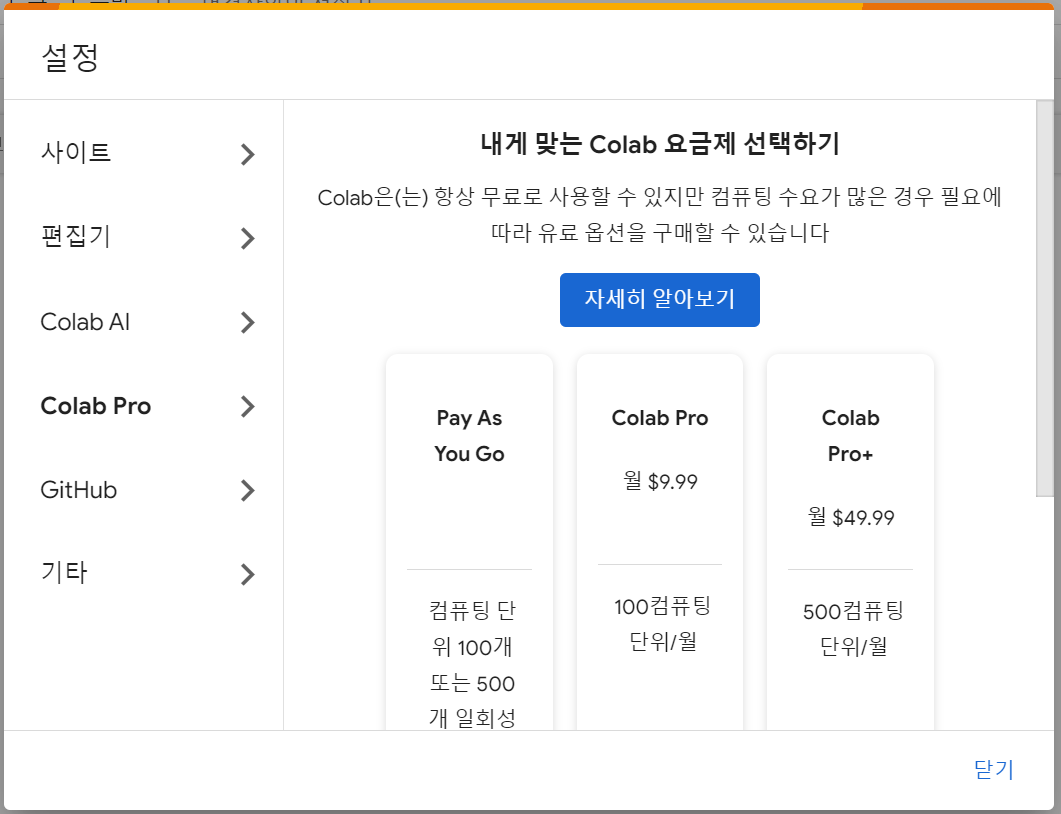 설정
사이트
편집기
Colab AI
Colab Pro
GitHub
기타
내게 맞는 Colab 요금제 선택하기
Colab은(는) 항상 무료로 사용할 수 있지만 컴퓨팅 수요가 많은 경우 필요에
따라 유료 옵션을 구매할 수 있습니다
자세히 알아보기
Pay As
You Go
컴퓨팅 단
위 100개
또는 500
개 일회성
Colab Pro
월 $9.99
100컴퓨팅
단위/월
Colab
Pro+
월 $49.99
500컴퓨팅
단위/월
닫기